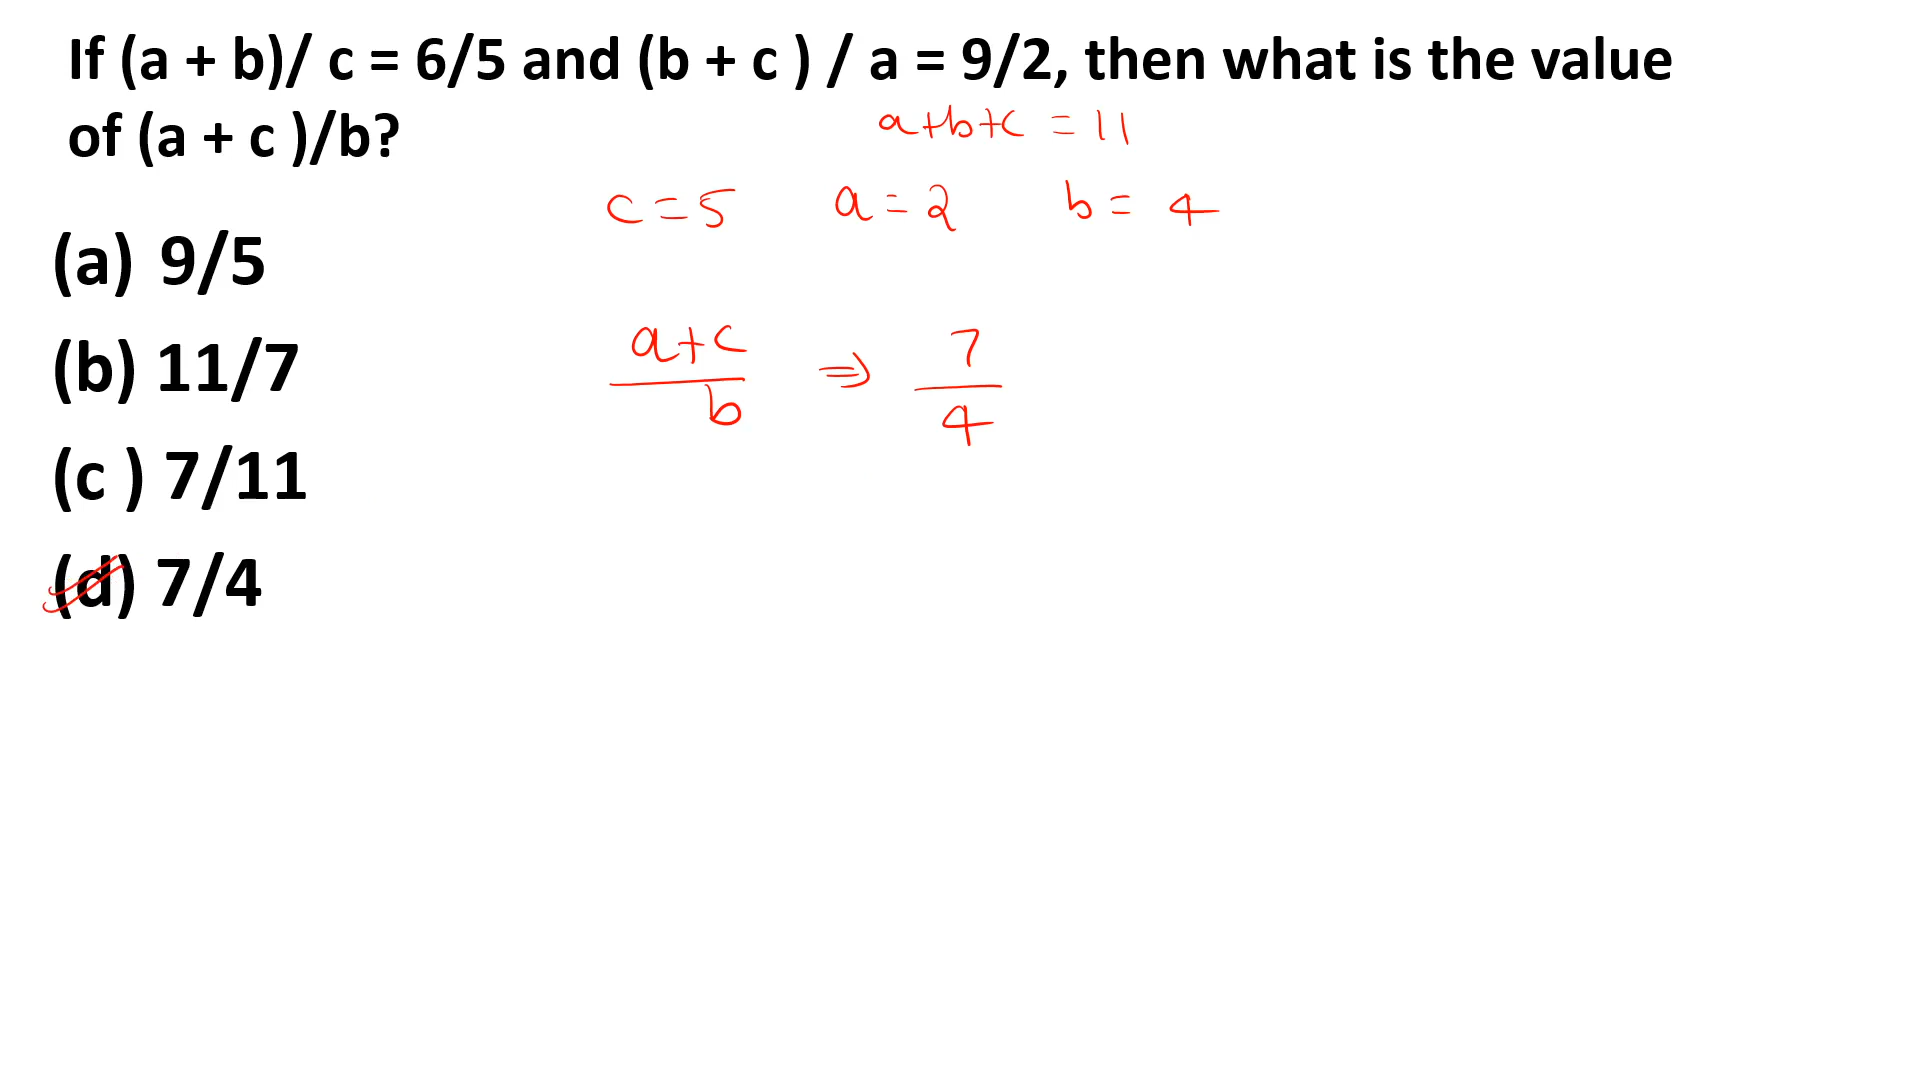 If (a + b)/ c = 6/5 and (b + c ) / a = 9/2, then what is the value
of (a + c )/b?
a+b+c = 11
c = 5 a = 2 b = 4
(a) 9/5
a+c / b ⇒ 7 / 4
(b) 11/7
(c ) 7/11
(d) 7/4